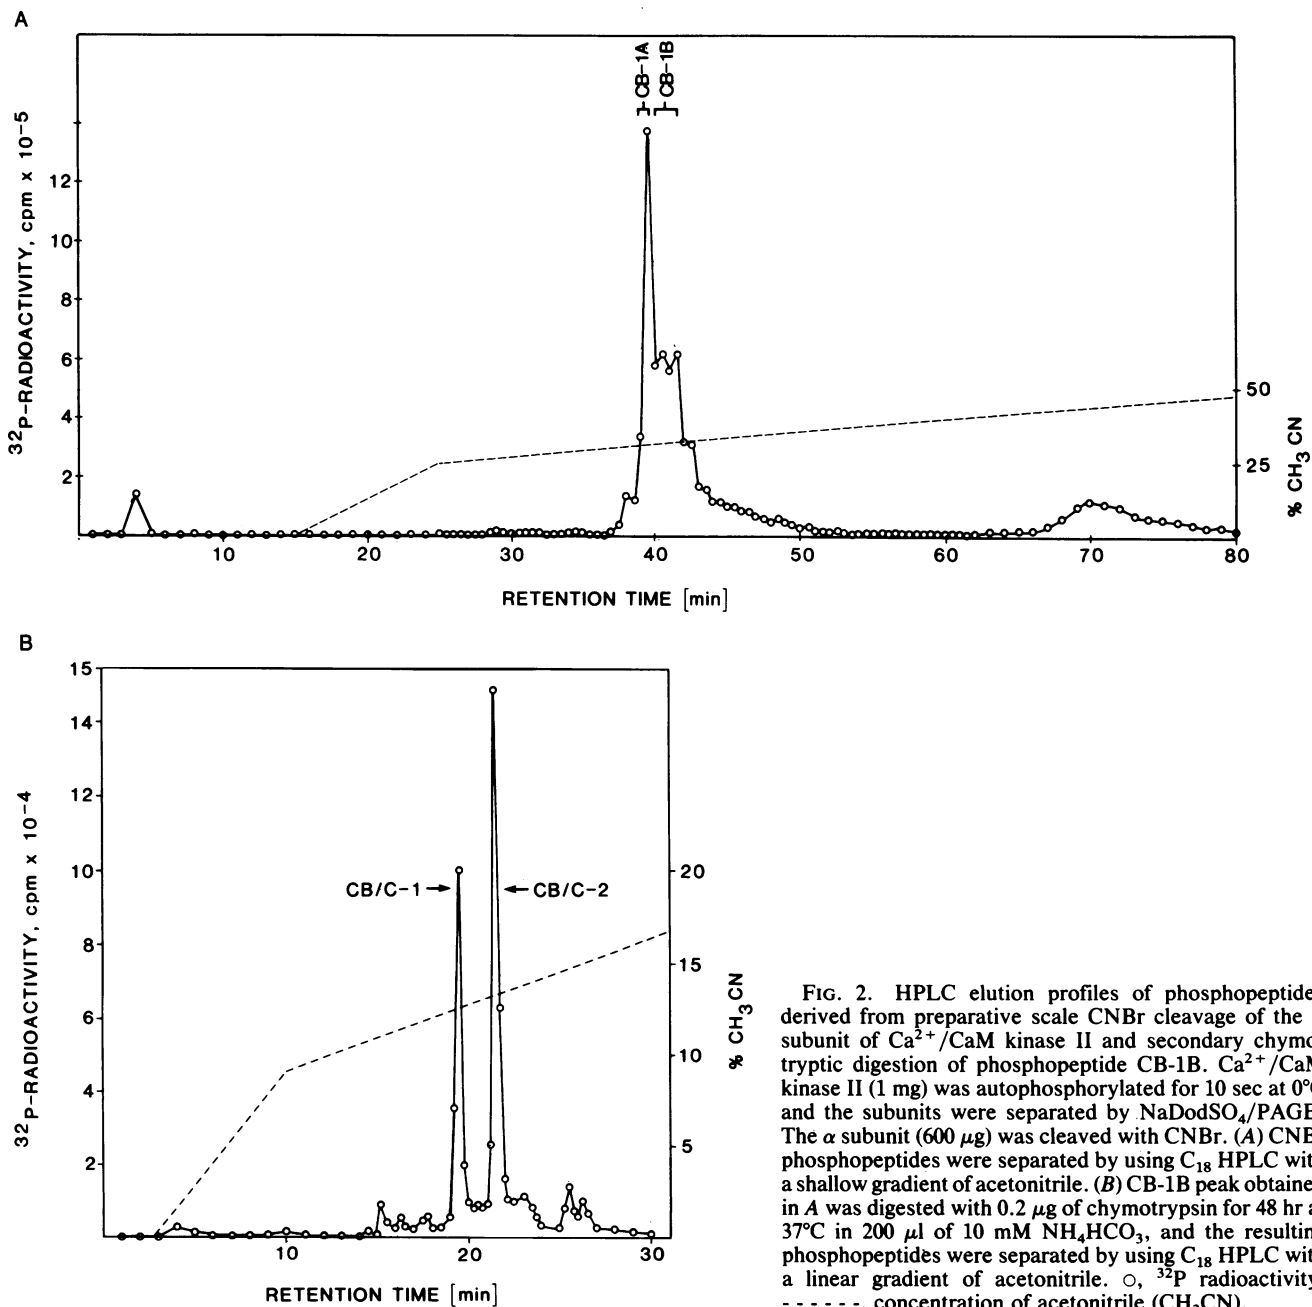 A
CB-1A
CB-1B
32P-RADIOACTIVITY, cpm x 10-5
12
10
8
6
4
2
50
25
% CH3 CN
10 20 30 40 50 60 70 80
RETENTION TIME [min]
B
32P-RADIOACTIVITY, cpm x 10-4
15
14
12
10
8
6
4
2
CB/C-1
CB/C-2
20
15
10
5
% CH3 CN
10 20 30
RETENTION TIME [min]
FIG. 2. HPLC elution profiles of phosphopeptide
derived from preparative scale CNBr cleavage of the
subunit of Ca2+/CaM kinase II and secondary chymo
tryptic digestion of phosphopeptide CB-1B. Ca2+/CaM
kinase II (1 mg) was autophosphorylated for 10 sec at 0°C
and the subunits were separated by NaDodSO4/PAGE
The α subunit (600 μg) was cleaved with CNBr. (A) CNB
phosphopeptides were separated by using C18 HPLC wit
a shallow gradient of acetonitrile. (B) CB-1B peak obtaine
in A was digested with 0.2 μg of chymotrypsin for 48 hr a
37°C in 200 μl of 10 mM NH4HCO3, and the resultin
phosphopeptides were separated by using C18 HPLC wit
a linear gradient of acetonitrile. ○, 32P radioactivity
------, concentration of acetonitrile (CH3CN).